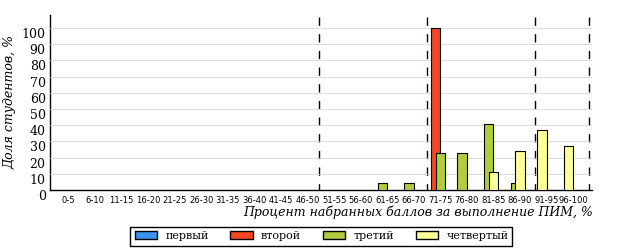 Доля студентов, %
100
90
80
70
60
50
40
30
20
10
0
0-5 6-10 11-15 16-20 21-25 26-30 31-35 36-40 41-45 46-50 51-55 56-60 61-65 66-70 71-75 76-80 81-85 86-90 91-95 96-100
Процент набранных баллов за выполнение ПИМ, %
первый второй третий четвертый